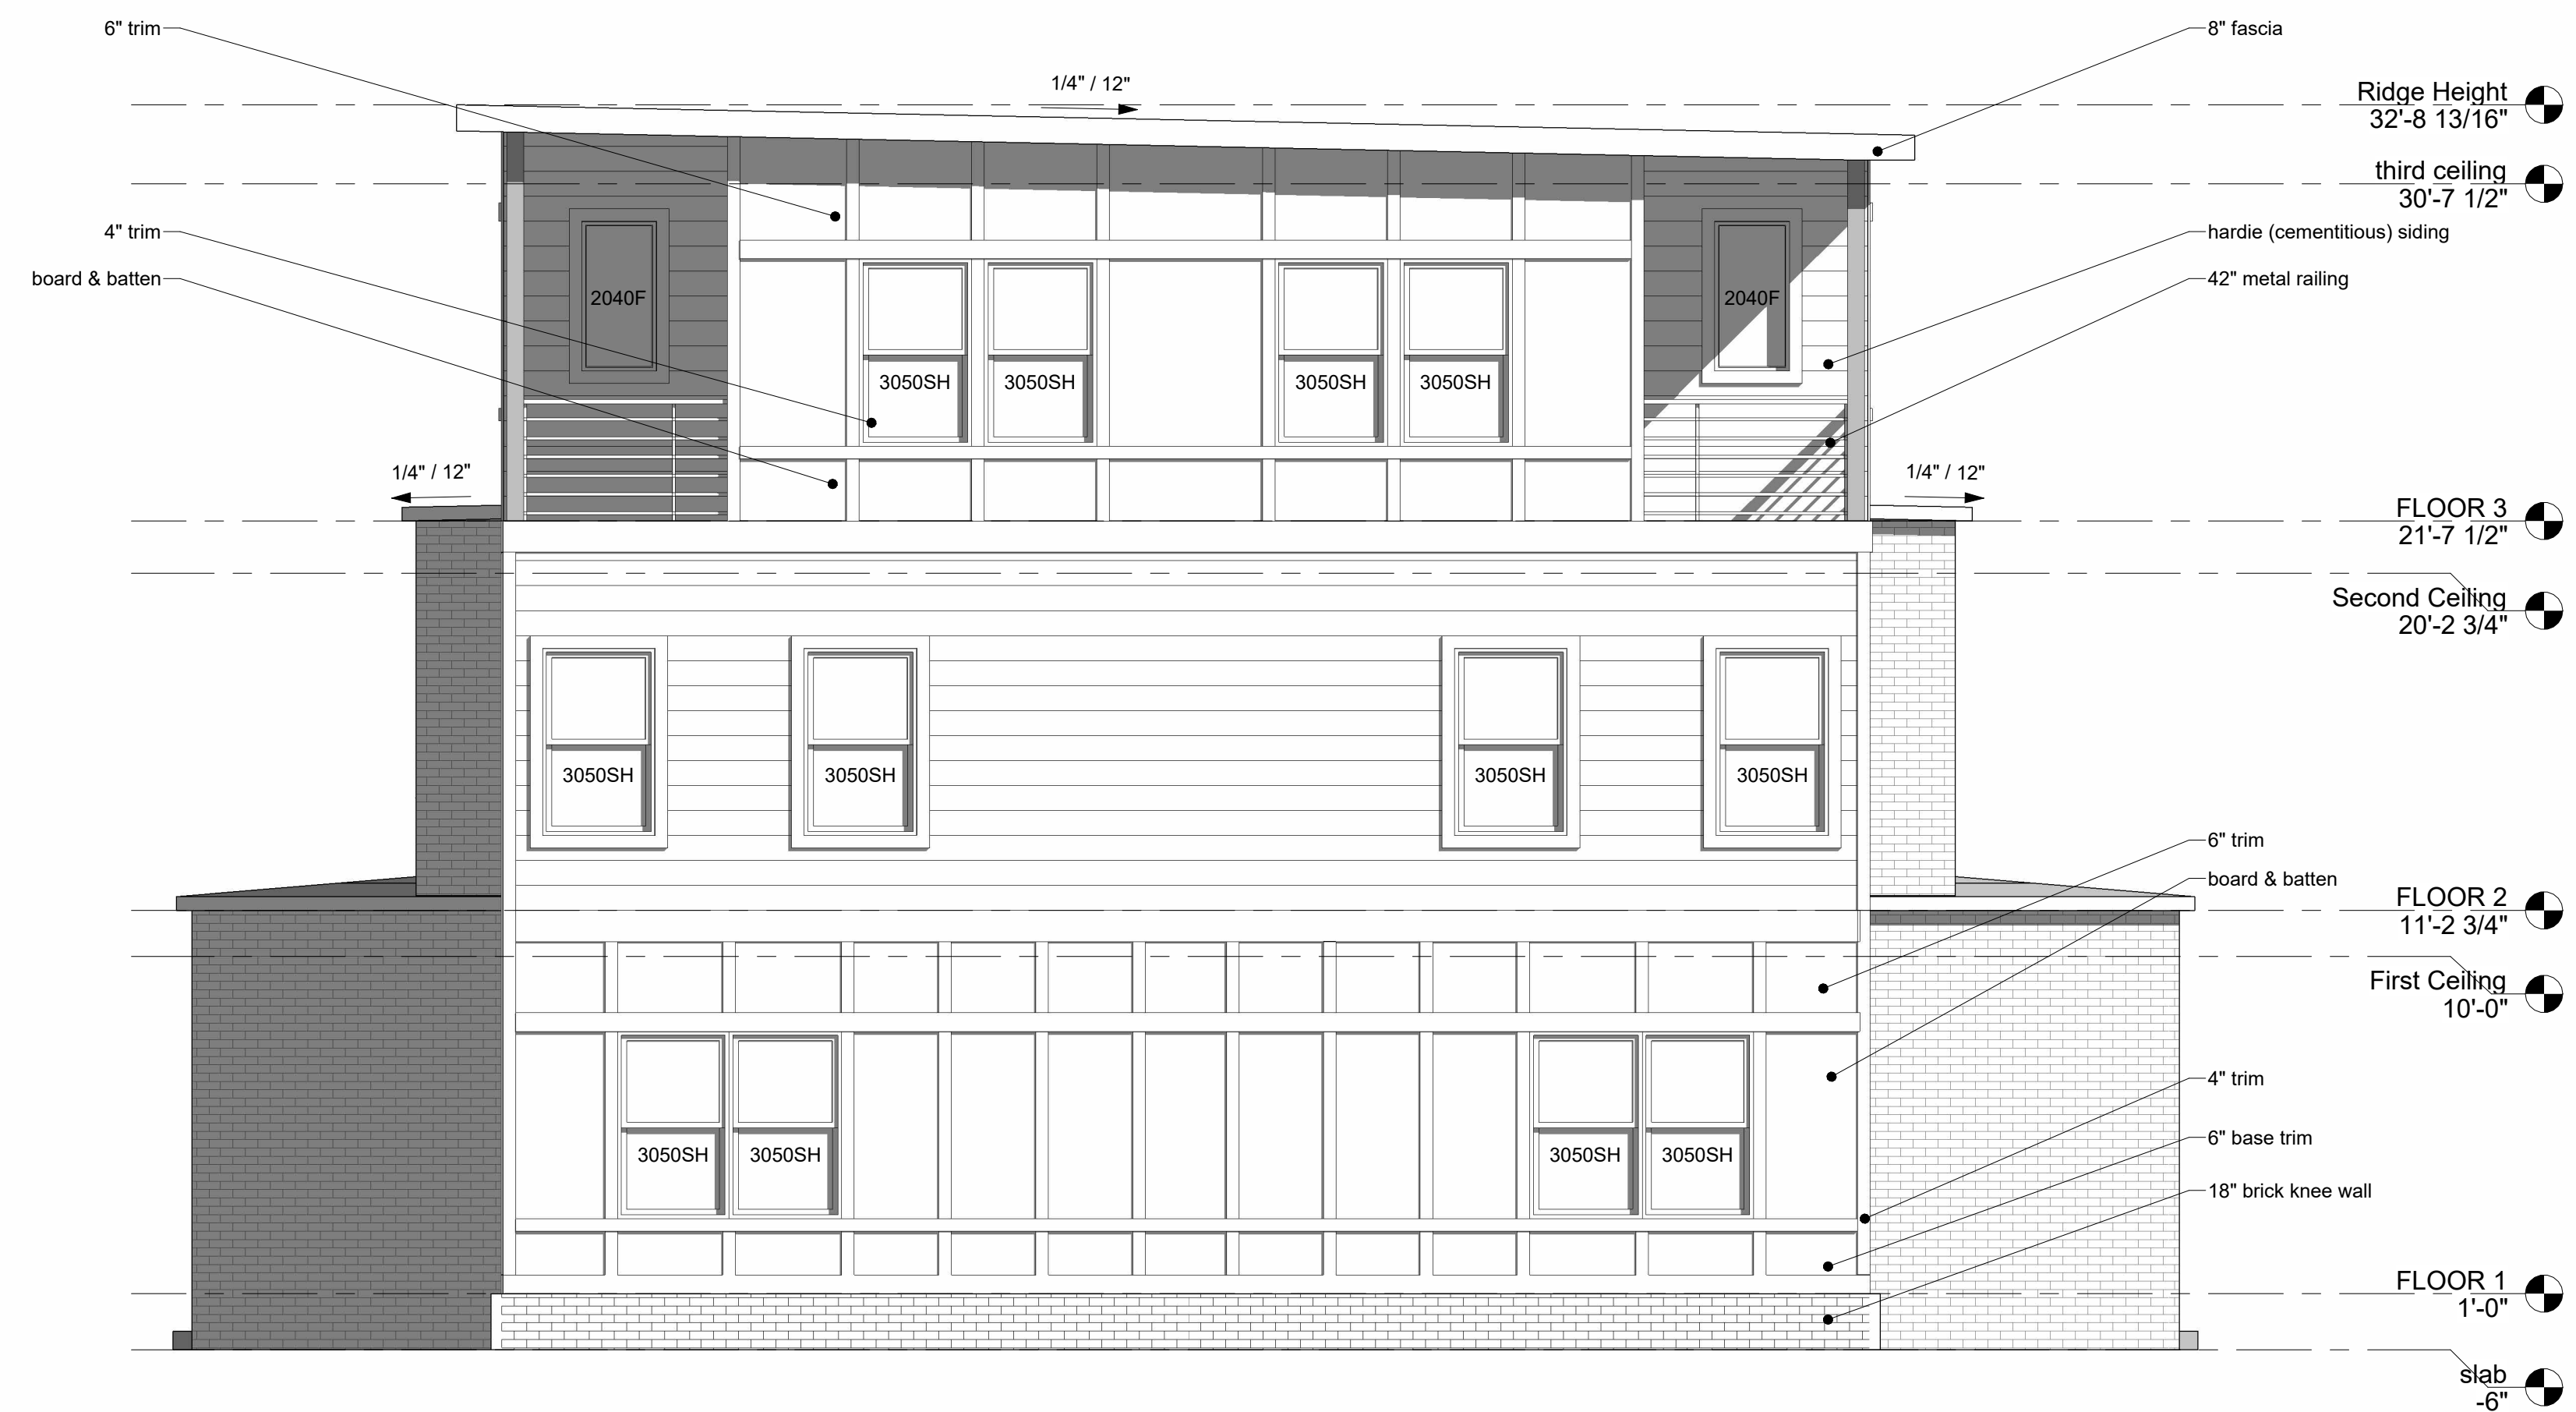 6" trim
8" fascia
1/4" / 12"
Ridge Height
32'-8 13/16"
third ceiling
30'-7 1/2"
4" trim
hardie (cementitious) siding
board & batten
42" metal railing
2040F
2040F
3050SH
3050SH
3050SH
3050SH
1/4" / 12"
1/4" / 12"
FLOOR 3
21'-7 1/2"
Second Ceiling
20'-2 3/4"
3050SH
3050SH
3050SH
3050SH
6" trim
board & batten
FLOOR 2
11'-2 3/4"
First Ceiling
10'-0"
4" trim
6" base trim
3050SH
3050SH
3050SH
3050SH
18" brick knee wall
FLOOR 1
1'-0"
slab
-6"